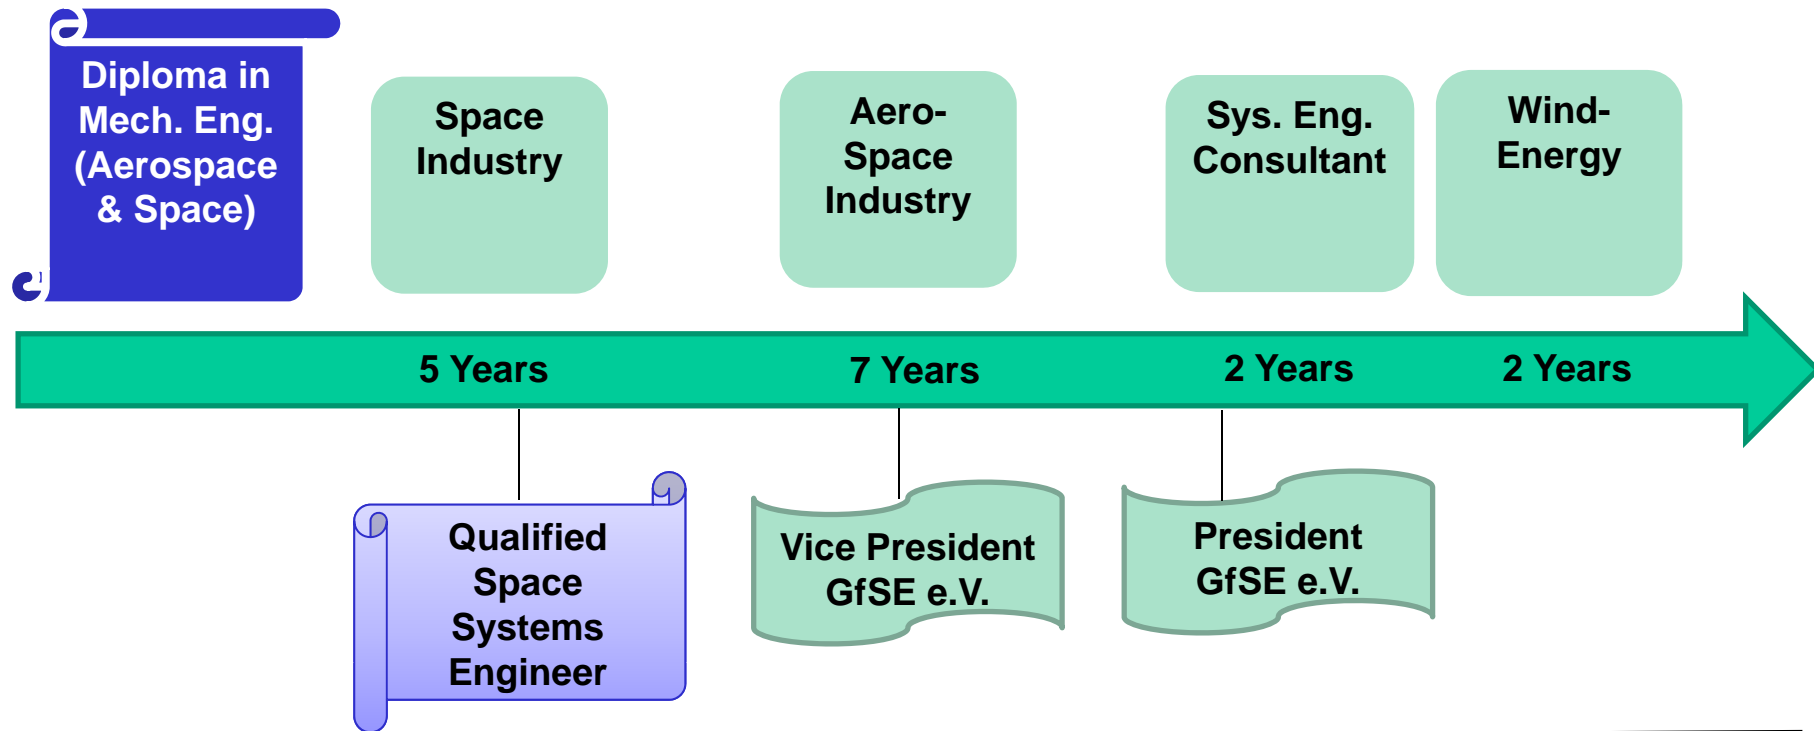 Diploma in
Mech. Eng.
(Aerospace
& Space)
Space
Industry
Aero-
Space
Industry
Sys. Eng.
Consultant
Wind-
Energy
5 Years
7 Years
2 Years
2 Years
Qualified
Space
Systems
Engineer
Vice President
GfSE e.V.
President
GfSE e.V.